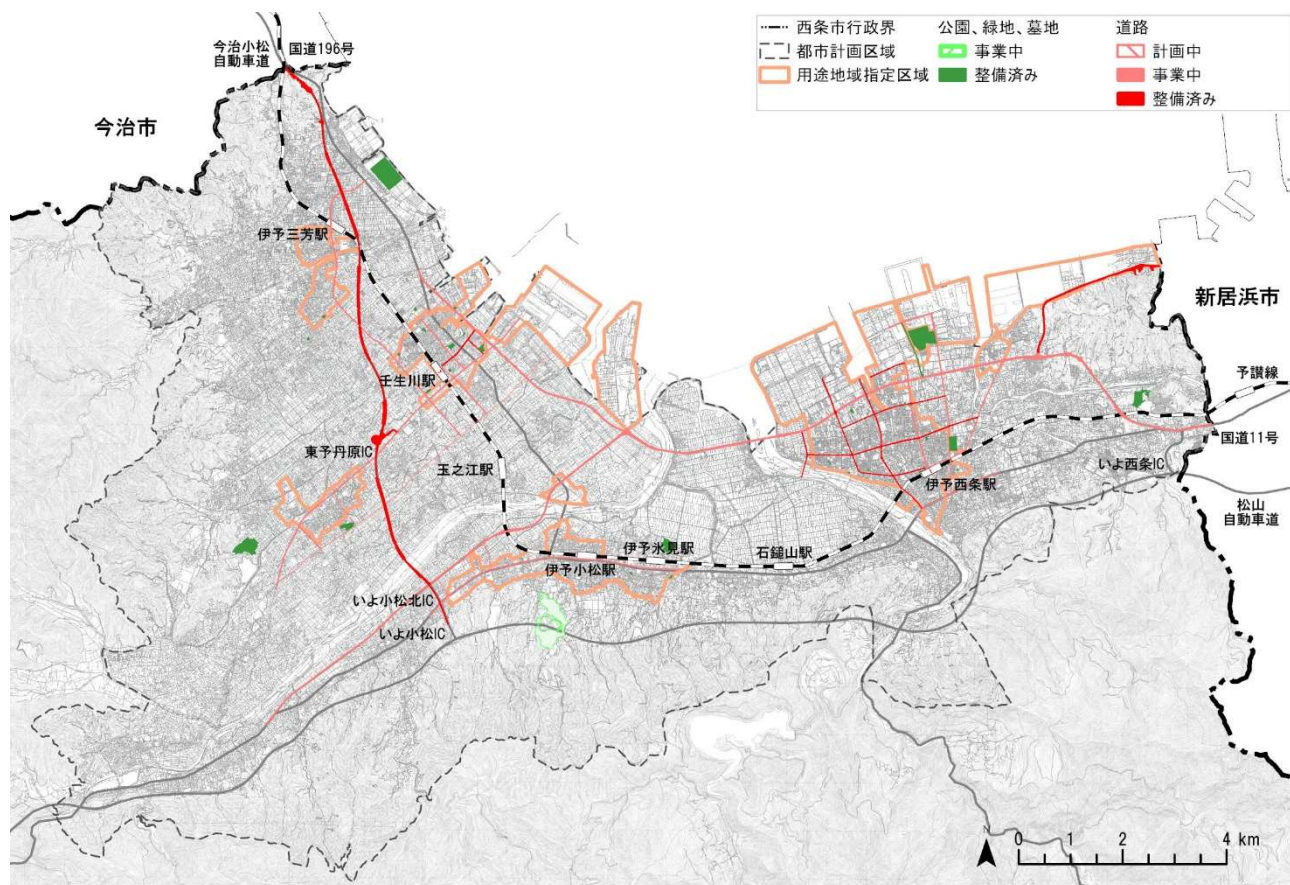 西条市行政界
都市計画区域
用途地域指定区域
公園、緑地、墓地
事業中
整備済み
道路
計画中
事業中
整備済み
今治小松
自動車道
国道196号
今治市
伊予三芳駅
壬生川駅
東予丹原IC
玉之江駅
いよ小松北IC
いよ小松IC
伊予小松駅
伊予氷見駅
石鎚山駅
伊予西条駅
いよ西条IC
新居浜市
予讃線
国道11号
松山
自動車道
N
0 1 2 4 km